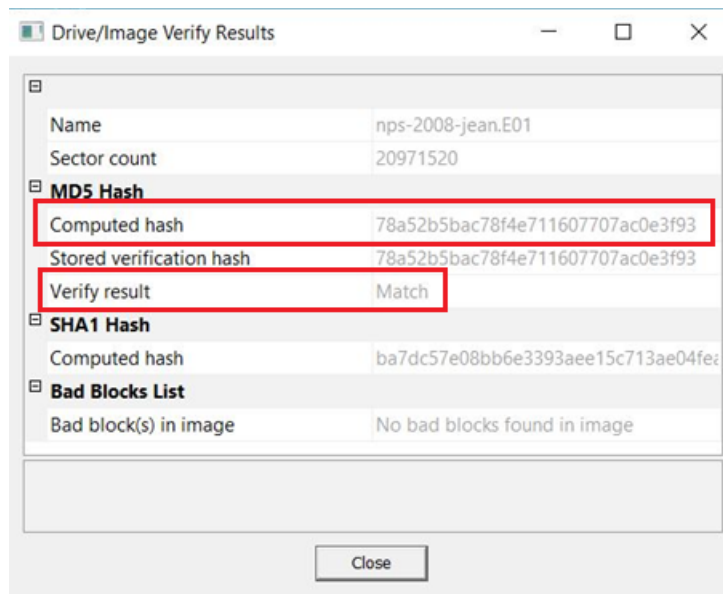 Drive/Image Verify Results
Name nps-2008-jean.E01
Sector count 20971520
MD5 Hash
Computed hash 78a52b5bac78f4e711607707ac0e3f93
Stored verification hash 78a52b5bac78f4e711607707ac0e3f93
Verify result Match
SHA1 Hash
Computed hash ba7dc57e08bb6e3393aee15c713ae04fea
Bad Blocks List
Bad block(s) in image No bad blocks found in image
Close